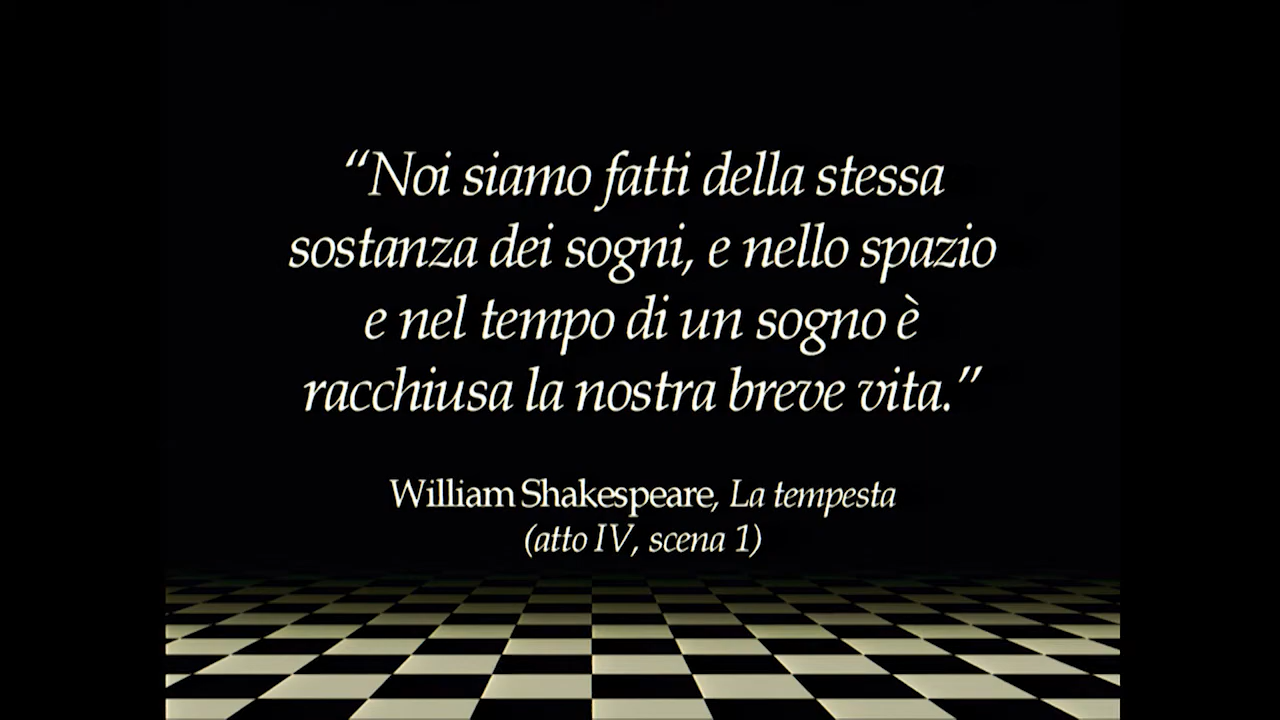 “Noi siamo fatti della stessa
sostanza dei sogni, e nello spazio
e nel tempo di un sogno è
racchiusa la nostra breve vita.”
William Shakespeare, La tempesta
(atto IV, scena 1)